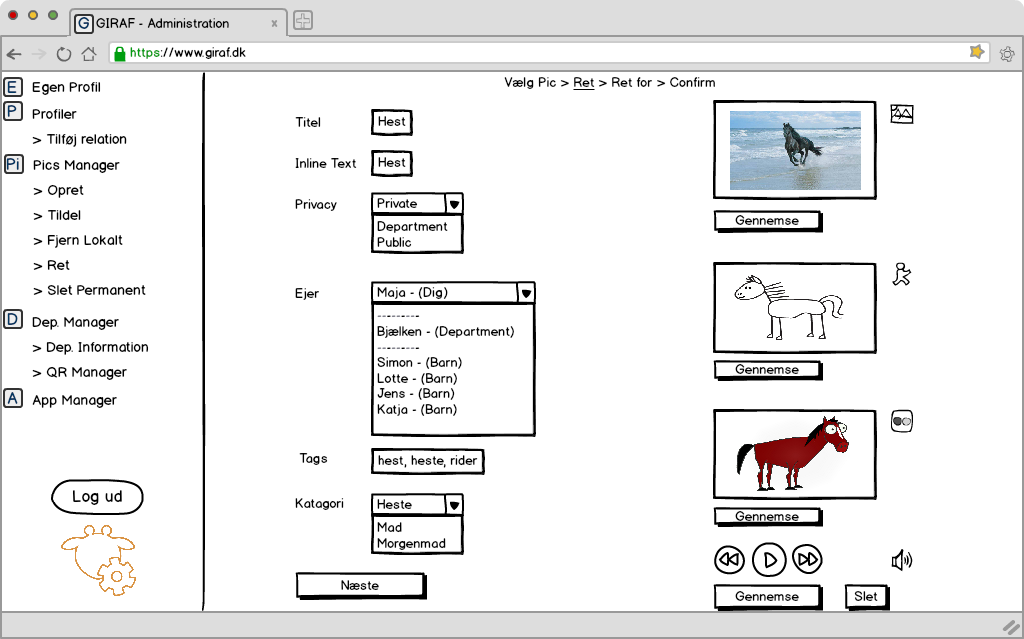 G GIRAF - Administration x
https://www.giraf.dk
E Egen Profil
P Profiler
> Tilføj relation
Pi Pics Manager
> Opret
> Tildel
> Fjern Lokalt
> Ret
> Slet Permanent
D Dep. Manager
> Dep. Information
> QR Manager
A App Manager
Log ud
Vælg Pic > Ret > Ret for > Confirm
Titel Hest
Inline Text Hest
Privacy Private
Department
Public
Ejer Maja - (Dig)
---------
Bjælken - (Department)
---------
Simon - (Barn)
Lotte - (Barn)
Jens - (Barn)
Katja - (Barn)
Tags hest, heste, rider
Katagori Heste
Mad
Morgenmad
Næste
Gennemse
Gennemse
Gennemse
Gennemse Slet